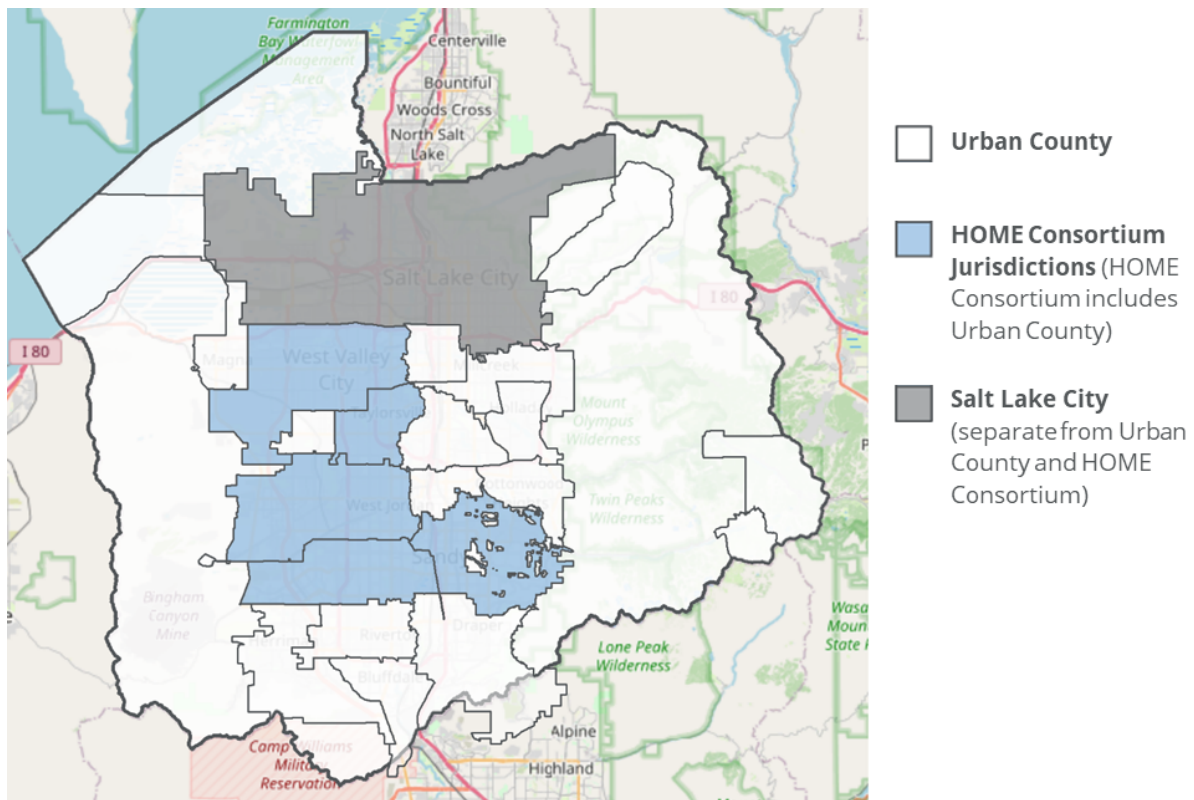 Farmington
Bay Waterfowl
Management
Area
Centerville
Bountiful
Woods Cross
North Salt
Lake
Salt Lake City
I 80
I 80
Magna
West Valley
City
Millcreek
Taylorsville
Holladay
Mount
Olympus
Wilderness
Cottonwood
Heights
West Jordan
Twin Peaks
Wilderness
Sandy
Bingham
Canyon
Mine
Herriman
Riverton
Draper
Bluffdale
Lone Peak
Wilderness
Wasa
Moun
State
Camp Williams
Military
Reservation
Alpine
Highland
Urban County
HOME Consortium
Jurisdictions (HOME
Consortium includes
Urban County)
Salt Lake City
(separate from Urban
County and HOME
Consortium)